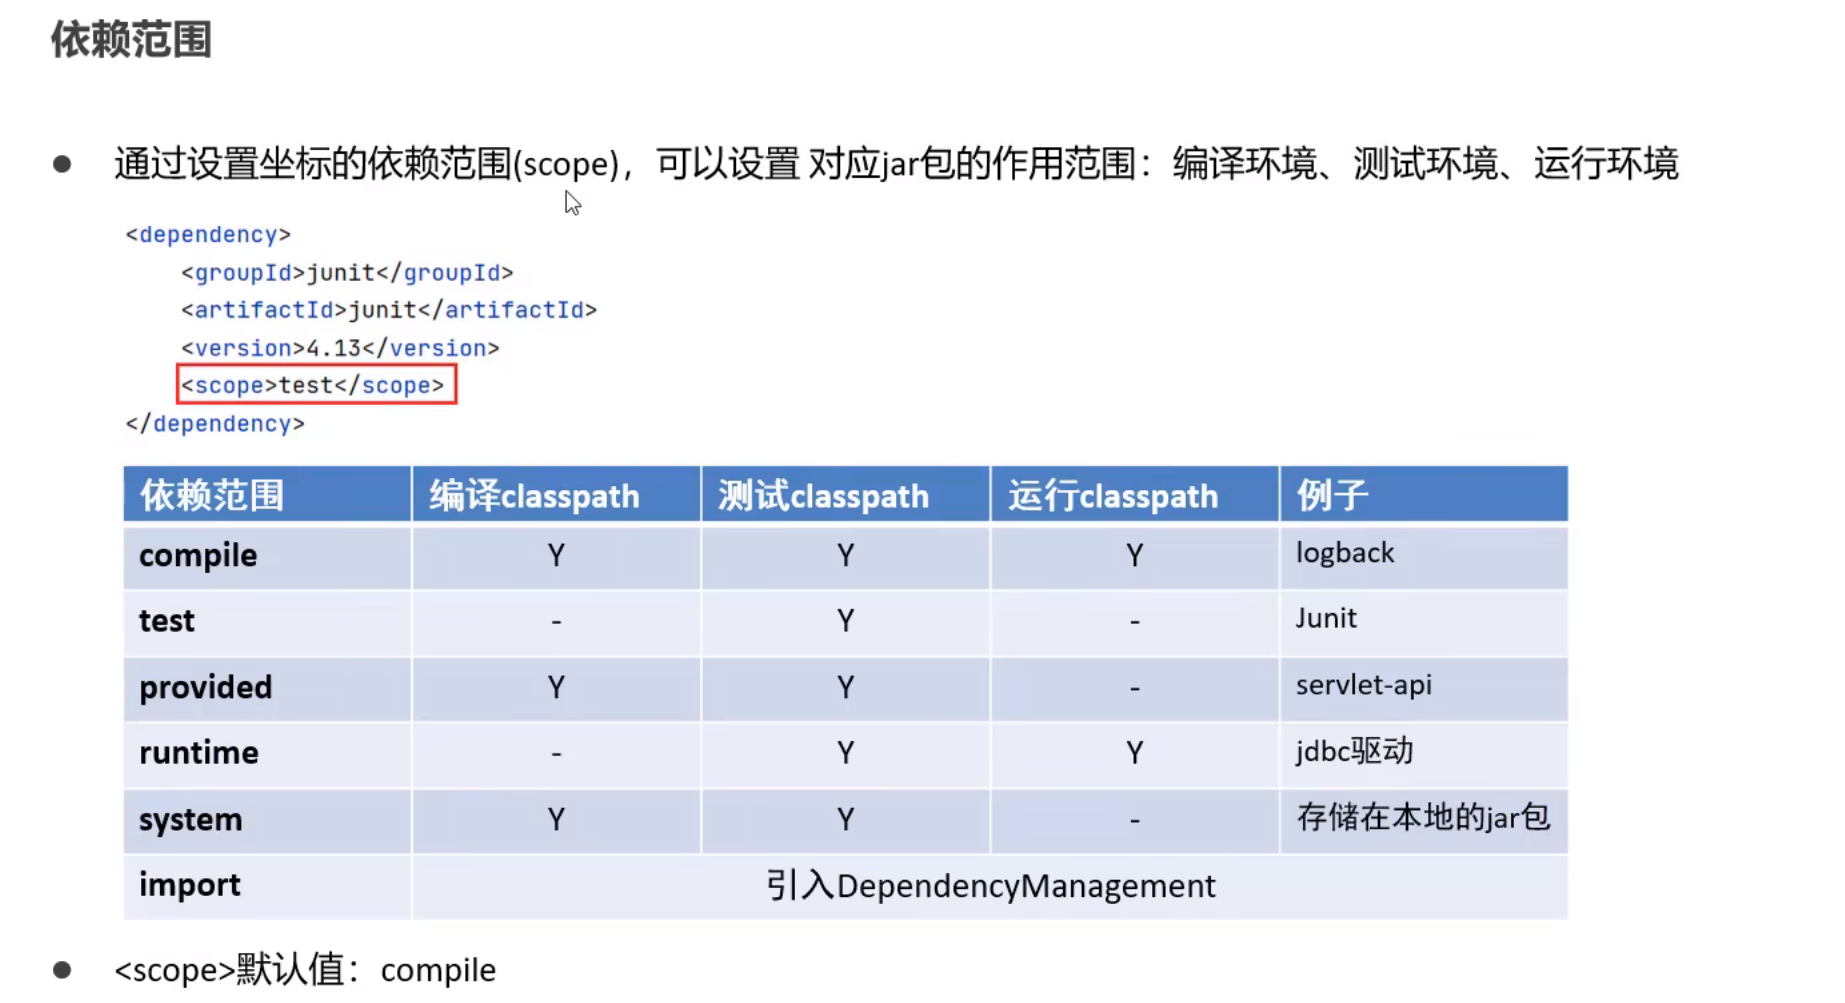 依赖范围
● 通过设置坐标的依赖范围(scope)，可以设置 对应jar包的作用范围：编译环境、测试环境、运行环境
<dependency>
<groupId>junit</groupId>
<artifactId>junit</artifactId>
<version>4.13</version>
<scope>test</scope>
</dependency>
依赖范围 编译classpath 测试classpath 运行classpath 例子
compile Y Y Y logback
test - Y - Junit
provided Y Y - servlet-api
runtime - Y Y jdbc驱动
system Y Y - 存储在本地的jar包
import 引入DependencyManagement
● <scope>默认值：compile